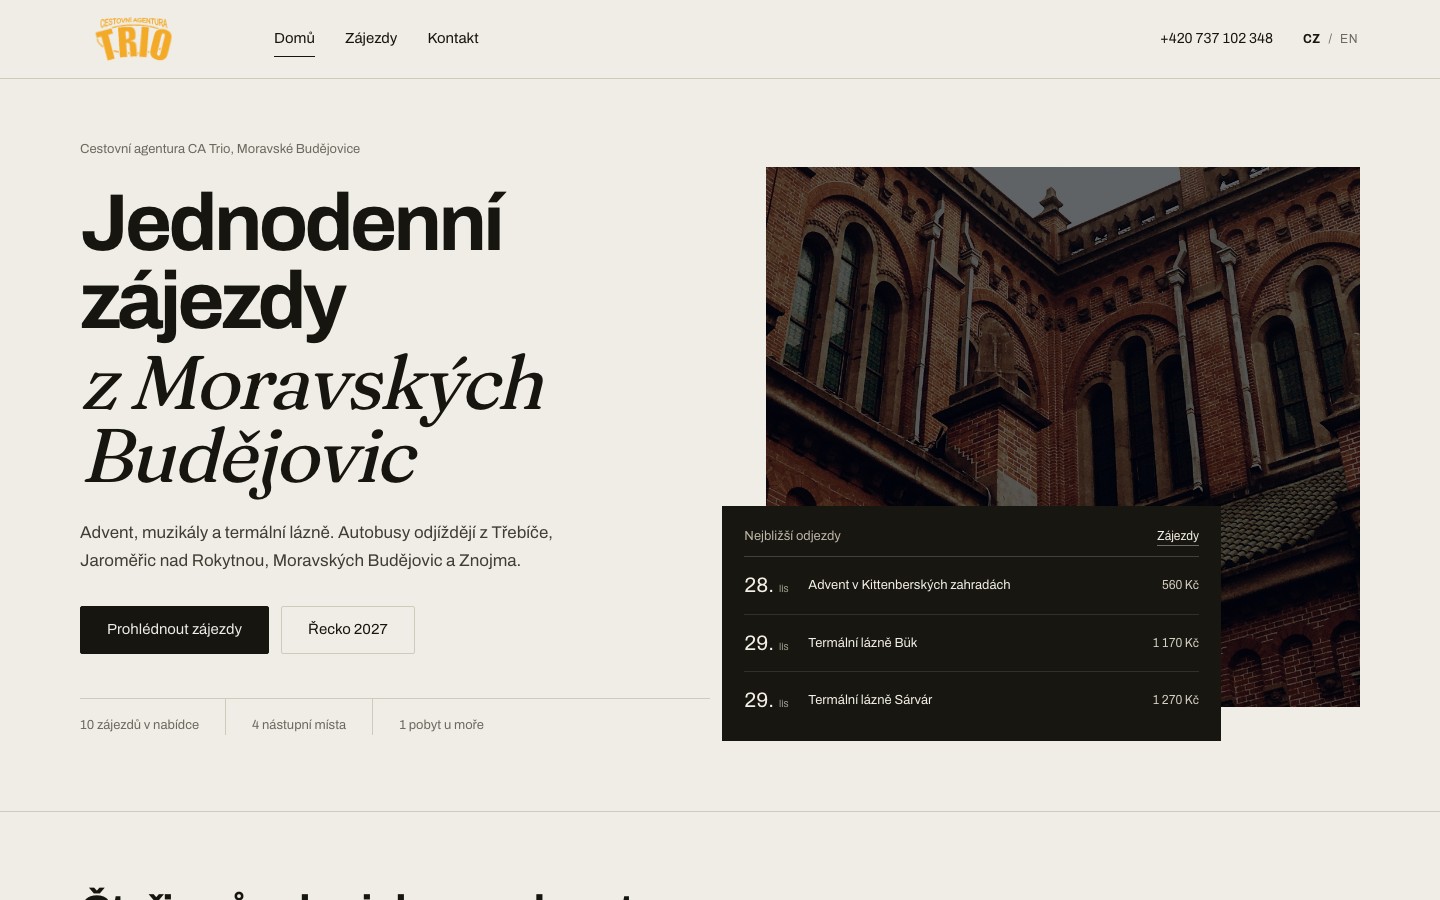 CESTOVNÍ AGENTURA
TRIO
Domů
Zájezdy
Kontakt
+420 737 102 348
CZ / EN
Cestovní agentura CA Trio, Moravské Budějovice
Jednodenní
zájezdy
z Moravských
Budějovic
Advent, muzikály a termální lázně. Autobusy odjíždějí z Třebíče,
Jaroměřic nad Rokytnou, Moravských Budějovic a Znojma.
Prohlédnout zájezdy
Řecko 2027
10 zájezdů v nabídce
4 nástupní místa
1 pobyt u moře
Nejbližší odjezdy
Zájezdy
28. lis Advent v Kittenberských zahradách 560 Kč
29. lis Termální lázně Bük 1 170 Kč
29. lis Termální lázně Sárvár 1 270 Kč